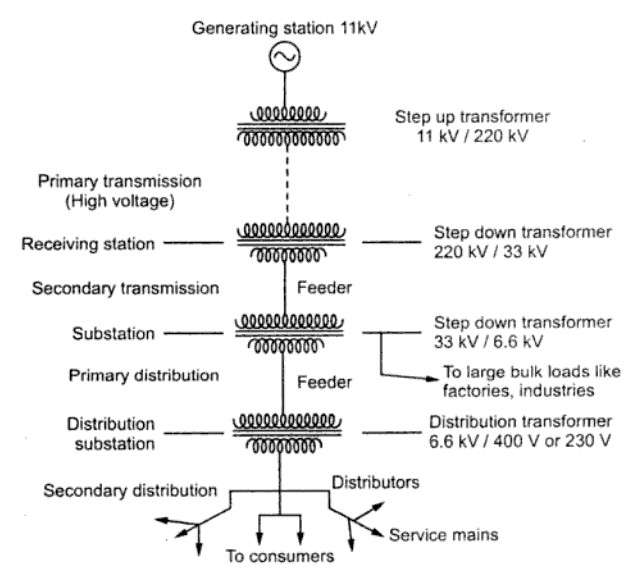 Generating station 11kV
Step up transformer
11 kV / 220 kV
Primary transmission
(High voltage)
Receiving station
Step down transformer
220 kV / 33 kV
Secondary transmission
Feeder
Substation
Step down transformer
33 kV / 6.6 kV
To large bulk loads like
factories, industries
Primary distribution
Feeder
Distribution
substation
Distribution transformer
6.6 kV / 400 V or 230 V
Secondary distribution
Distributors
Service mains
To consumers